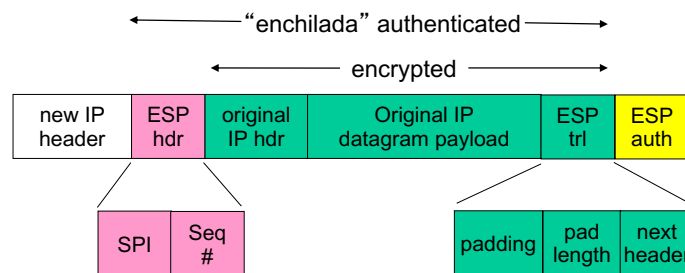 “enchilada” authenticated
encrypted
new IP
header
ESP
hdr
original
IP hdr
Original IP
datagram payload
ESP
trl
ESP
auth
SPI
Seq
#
padding
pad
length
next
header